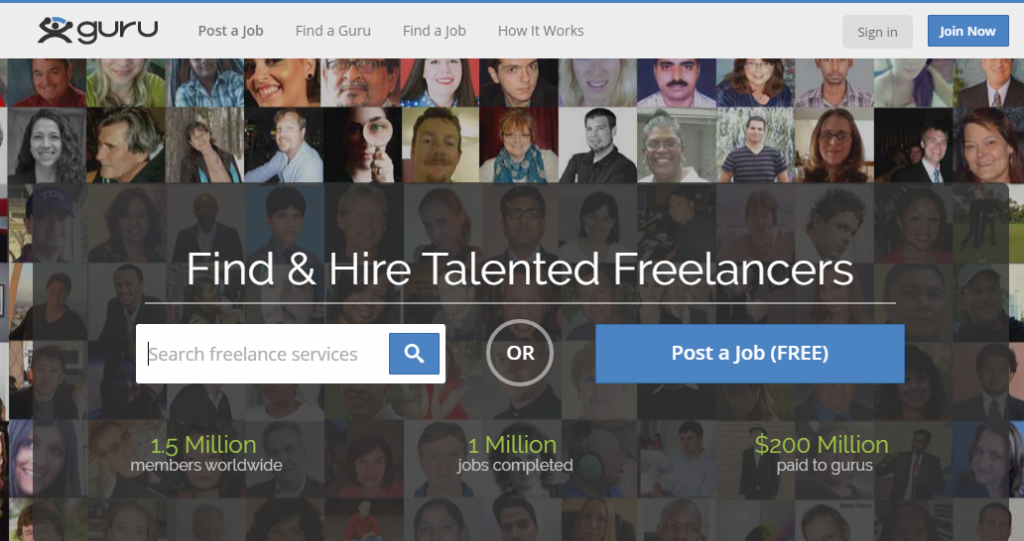 guru
Post a Job
Find a Guru
Find a Job
How It Works
Sign in
Join Now
Find & Hire Talented Freelancers
Search freelance services
OR
Post a Job (FREE)
1.5 Million
members worldwide
1 Million
jobs completed
$200 Million
paid to gurus